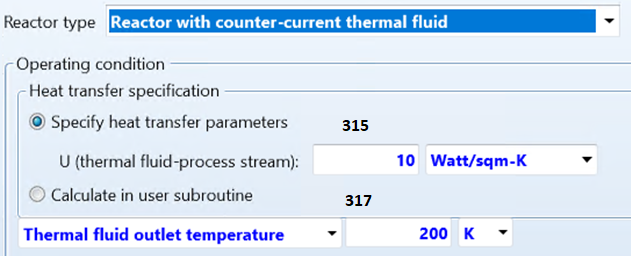 Reactor type Reactor with counter-current thermal fluid
Operating condition
Heat transfer specification
Specify heat transfer parameters 315
U (thermal fluid-process stream): 10 Watt/sqm-K
Calculate in user subroutine 317
Thermal fluid outlet temperature 200 K